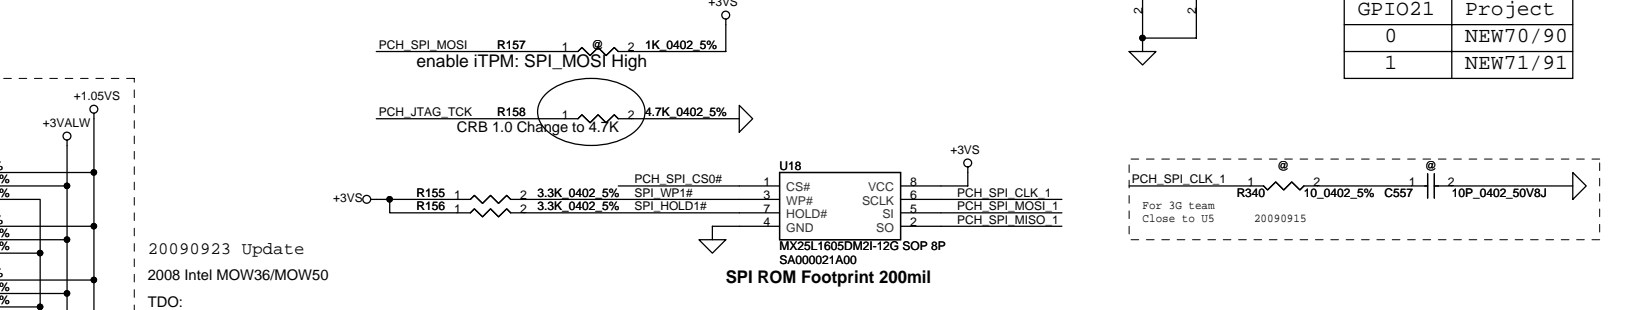 +3VS
PCH_SPI_MOSI R157 1 @ 2 1K_0402_5%
enable iTPM: SPI_MOSI High
PCH_JTAG_TCK R158 1 2 4.7K_0402_5%
CRB 1.0 Change to 4.7K
2 2
GPIO21 Project
0 NEW70/90
1 NEW71/91
+1.05VS
+3VALW
%
%
%
%
%
%
%
%
%
20090923 Update
2008 Intel MOW36/MOW50
TDO:
+3VS
U18
PCH_SPI_CS0# 1 CS# VCC 8
+3VS R155 1 2 3.3K_0402_5% SPI_WP1# 3 WP# SCLK 6 PCH_SPI_CLK_1
R156 1 2 3.3K_0402_5% SPI_HOLD1# 7 HOLD# SI 5 PCH_SPI_MOSI_1
4 GND SO 2 PCH_SPI_MISO_1
MX25L1605DM2I-12G SOP 8P
SA000021A00
SPI ROM Footprint 200mil
@ @
PCH_SPI_CLK_1 1 2 1 2
R340 10_0402_5% C557 10P_0402_50V8J
For 3G team
Close to U5 20090915